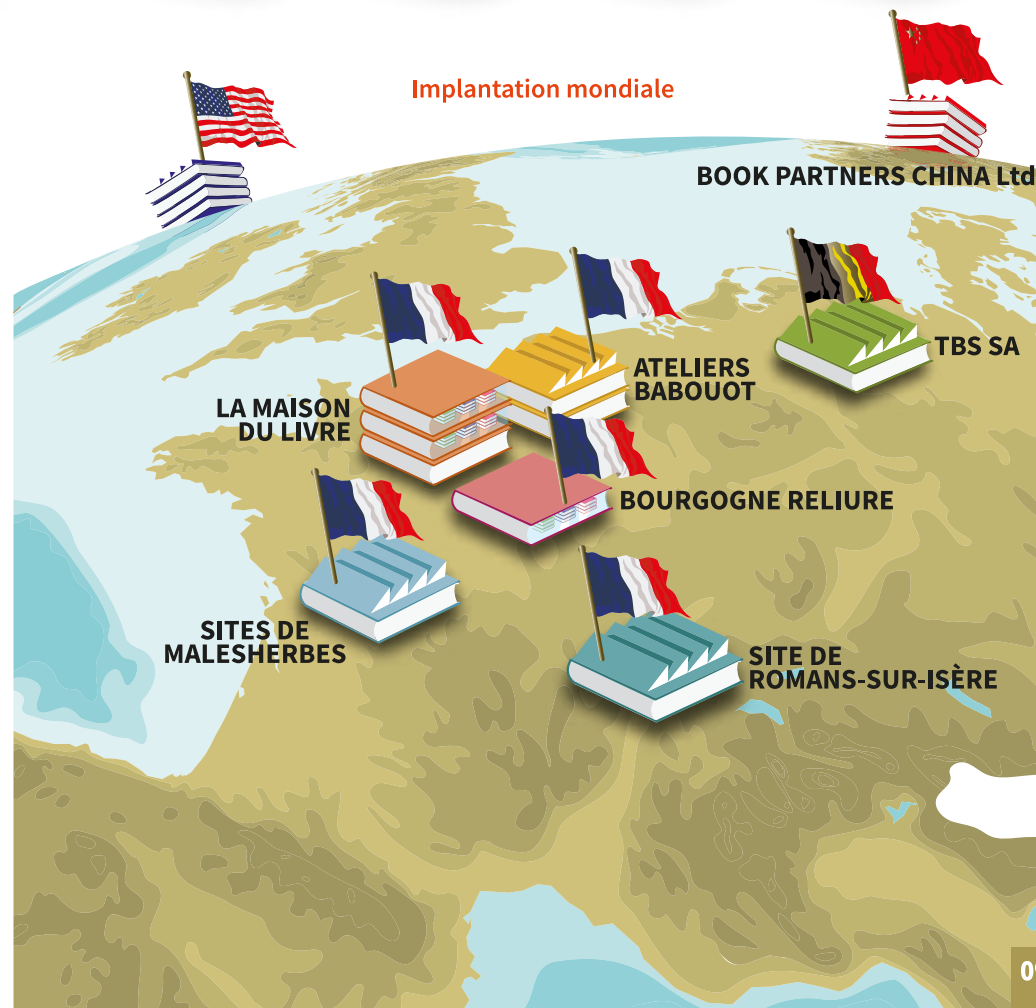 Implantation mondiale
BOOK PARTNERS CHINA Ltd
TBS SA
ATELIERS
BABOUOT
LA MAISON
DU LIVRE
BOURGOGNE RELIURE
SITES DE
MALESHERBES
SITE DE
ROMANS-SUR-ISÈRE